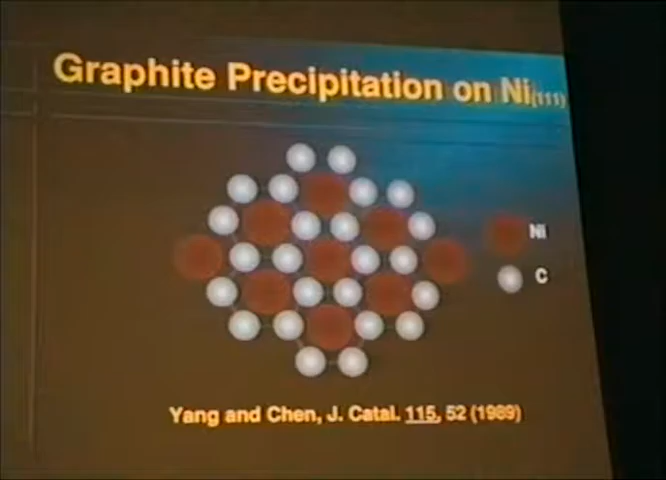 Graphite Precipitation on Ni(111)
Ni
C
Yang and Chen, J. Catal. 115, 52 (1989)